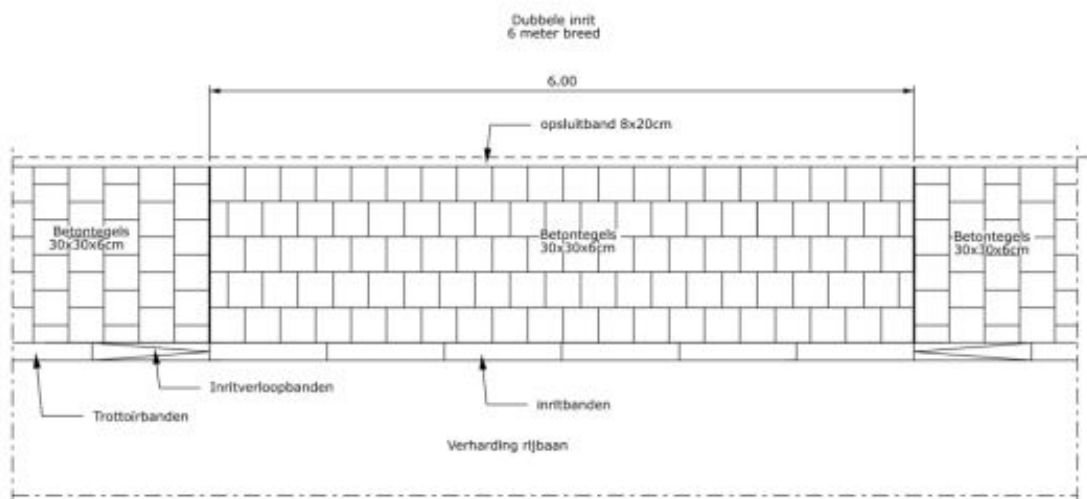 Dubbele inrit
6 meter breed
6.00
opsluitband 8x20cm
Betontegels
30x30x6cm
Betontegels
30x30x6cm
Betontegels
30x30x6cm
Inritverloopbanden
inritbanden
Trottoirbanden
Verharding rijbaan